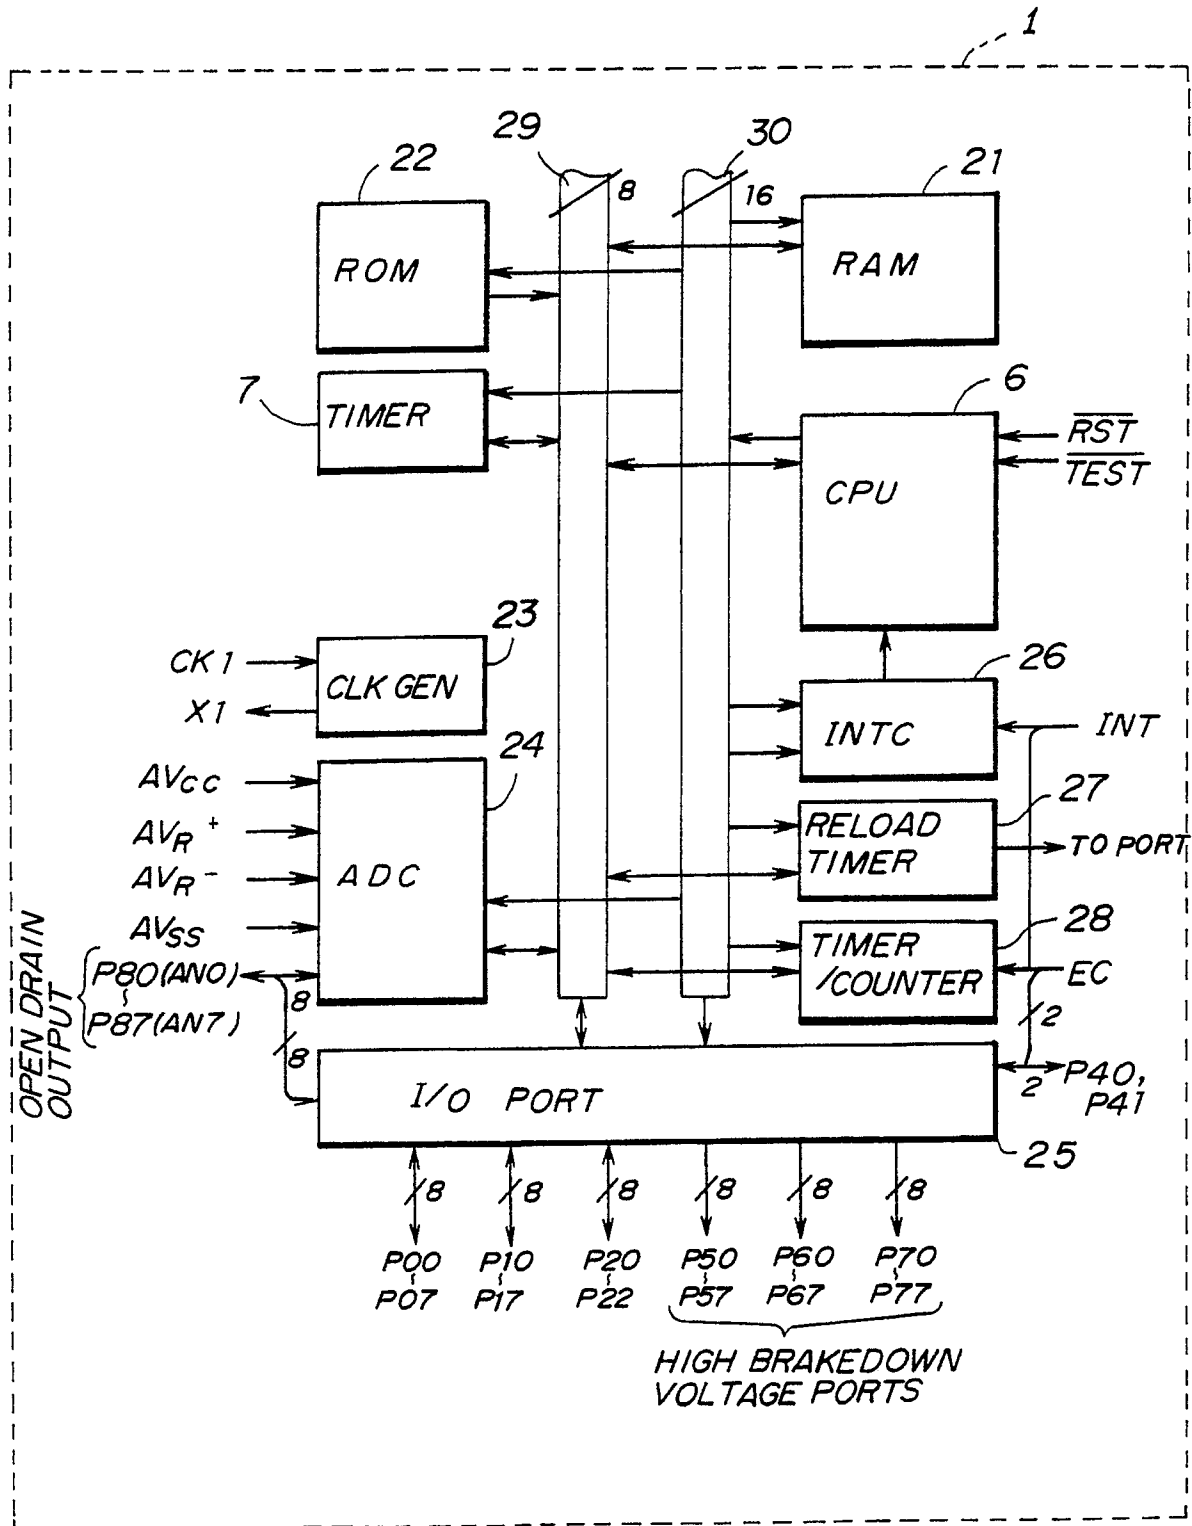 1
29
30
22
8
16
21
ROM
RAM
7
TIMER
6
RST
TEST
CPU
23
CK1
CLK GEN
X1
26
INTC
INT
24
AVCC
AVR +
AVR -
AVSS
ADC
27
RELOAD
TIMER
TO PORT
28
TIMER
/COUNTER
EC
2
OPEN DRAIN
OUTPUT
P80(AN0)
P87(AN7)
8
8
I/O PORT
2
P40,
P41
25
8
8
8
8
8
8
P00
P07
P10
P17
P20
P22
P50
P57
P60
P67
P70
P77
HIGH BRAKEDOWN
VOLTAGE PORTS